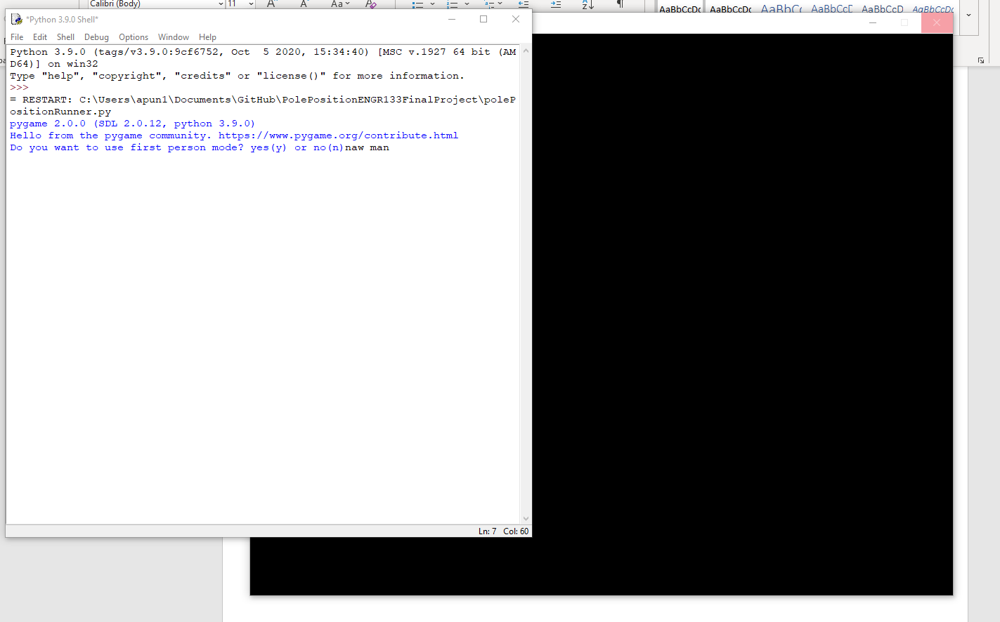 Calibri (Body) 11 A A Aa
AaBbCcDc AaBbCcDc AaBbC AaBbCcD AaBbCcD AaBbCcDc
*Python 3.9.0 Shell*
File Edit Shell Debug Options Window Help
Python 3.9.0 (tags/v3.9.0:9cf6752, Oct  5 2020, 15:34:40) [MSC v.1927 64 bit (AM
D64)] on win32
Type "help", "copyright", "credits" or "license()" for more information.
>>>
= RESTART: C:\Users\apun1\Documents\GitHub\PolePositionENGR133FinalProject\poleP
ositionRunner.py
pygame 2.0.0 (SDL 2.0.12, python 3.9.0)
Hello from the pygame community. https://www.pygame.org/contribute.html
Do you want to use first person mode? yes(y) or no(n)naw man
Ln: 7 Col: 60